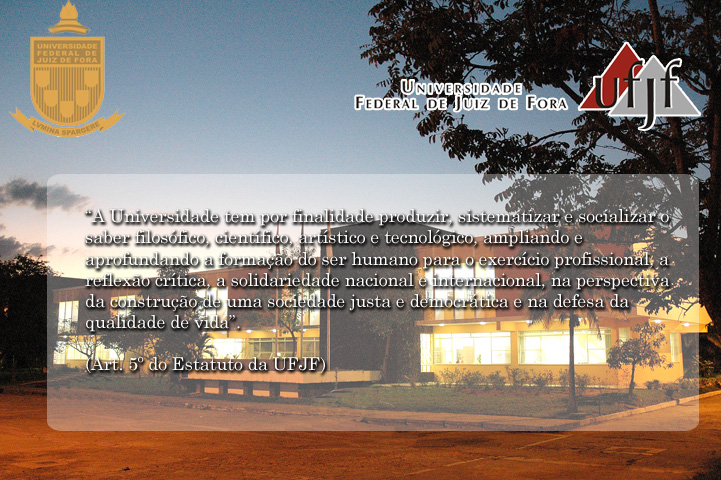 UNIVERSIDADE
FEDERAL DE
JUIZ DE FORA
LVMINA SPARGERE
UNIVERSIDADE
FEDERAL DE JUIZ DE FORA
ufjf
“A Universidade tem por finalidade produzir, sistematizar e socializar o
saber filosófico, científico, artístico e tecnológico, ampliando e
aprofundando a formação do ser humano para o exercício profissional, a
reflexão crítica, a solidariedade nacional e internacional, na perspectiva
da construção de uma sociedade justa e democrática e na defesa da
qualidade de vida”.
(Art. 5º do Estatuto da UFJF)